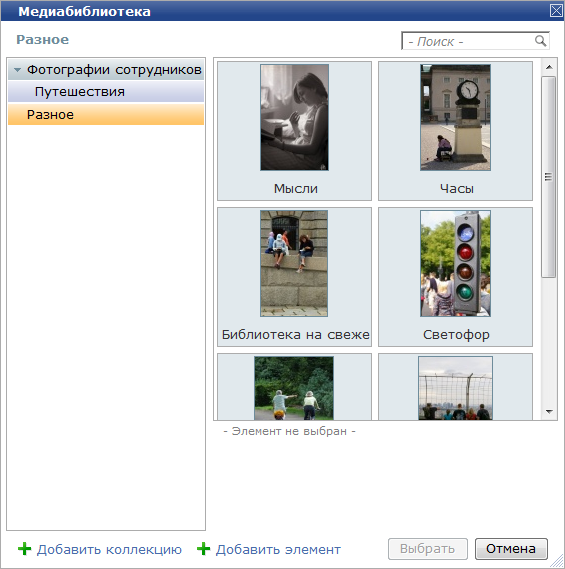 Медиабиблиотека
Разное
- Поиск -
Фотографии сотрудников
Путешествия
Разное
Мысли
Часы
Библиотека на свеже
Светофор
- Элемент не выбран -
Добавить коллекцию
Добавить элемент
Выбрать
Отмена